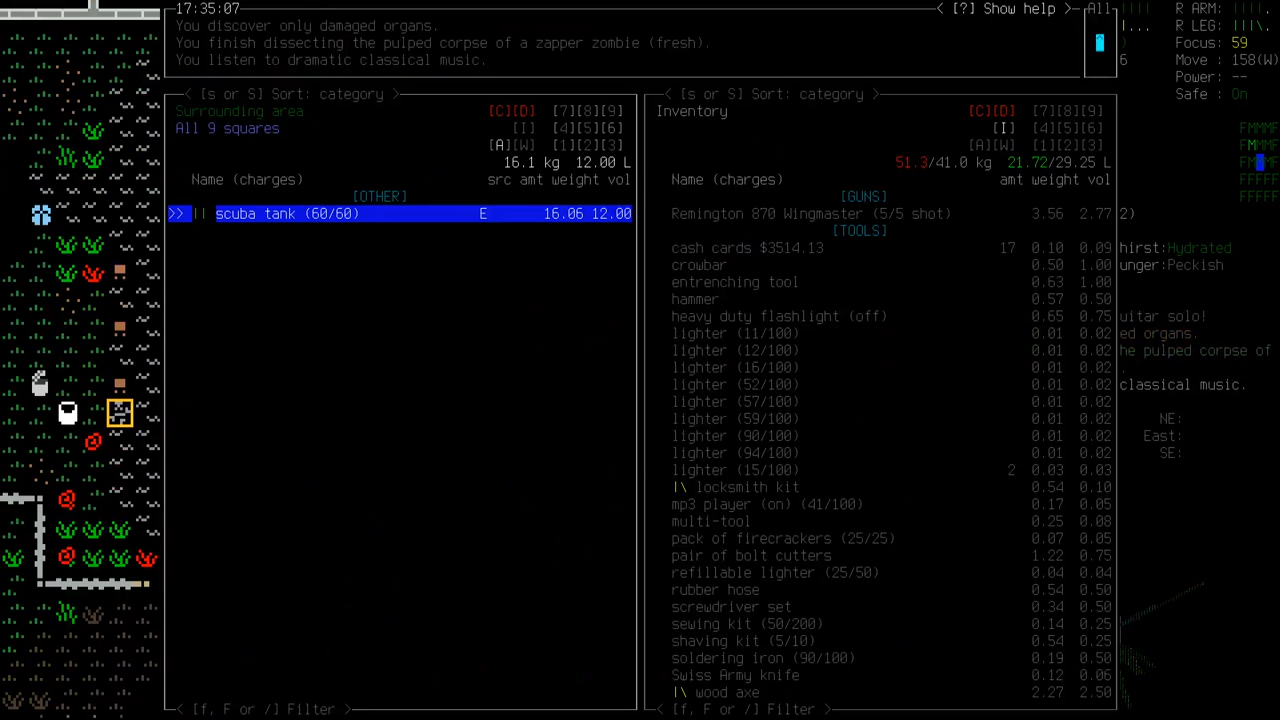 17:35:07 < [?] Show help > All
You discover only damaged organs.
You finish dissecting the pulped corpse of a zapper zombie (fresh).
You listen to dramatic classical music.
R ARM:
R LEG:
Focus: 59
6 Move : 158(W)
Power: --
Safe : On
< [s or S] Sort: category >
Surrounding area [C][D] [7][8][9]
All 9 squares [I] [4][5][6]
[A][W] [1][2][3]
16.1 kg 12.00 L
Name (charges) src amt weight vol
[OTHER]
>> || scuba tank (60/60) E 16.06 12.00
< [f, F or /] Filter >
< [s or S] Sort: category >
Inventory [C][D] [7][8][9]
[I] [4][5][6]
[A][W] [1][2][3]
51.3/41.0 kg 21.72/29.25 L
Name (charges) amt weight vol
[GUNS]
Remington 870 Wingmaster (5/5 shot) 3.56 2.77
[TOOLS]
cash cards $3514.13 17 0.10 0.09
crowbar 0.50 1.00
entrenching tool 0.63 1.00
hammer 0.57 0.50
heavy duty flashlight (off) 0.65 0.75
lighter (11/100) 0.01 0.02
lighter (12/100) 0.01 0.02
lighter (16/100) 0.01 0.02
lighter (52/100) 0.01 0.02
lighter (57/100) 0.01 0.02
lighter (59/100) 0.01 0.02
lighter (90/100) 0.01 0.02
lighter (94/100) 0.01 0.02
lighter (15/100) 2 0.03 0.03
|\ locksmith kit 0.54 0.10
mp3 player (on) (41/100) 0.17 0.05
multi-tool 0.25 0.08
pack of firecrackers (25/25) 0.07 0.05
pair of bolt cutters 1.22 0.75
refillable lighter (25/50) 0.04 0.04
rubber hose 0.54 0.50
screwdriver set 0.34 0.50
sewing kit (50/200) 0.14 0.25
shaving kit (5/10) 0.54 0.25
soldering iron (90/100) 0.19 0.50
Swiss Army knife 0.12 0.06
|\ wood axe 2.27 2.50
< [f, F or /] Filter >
FMMMF
FMMMF
FM MF
FFFFF
FFFFF
2)
hirst:Hydrated
unger:Peckish
uitar solo!
ed organs.
he pulped corpse of
.
classical music.
NE:
East:
SE: